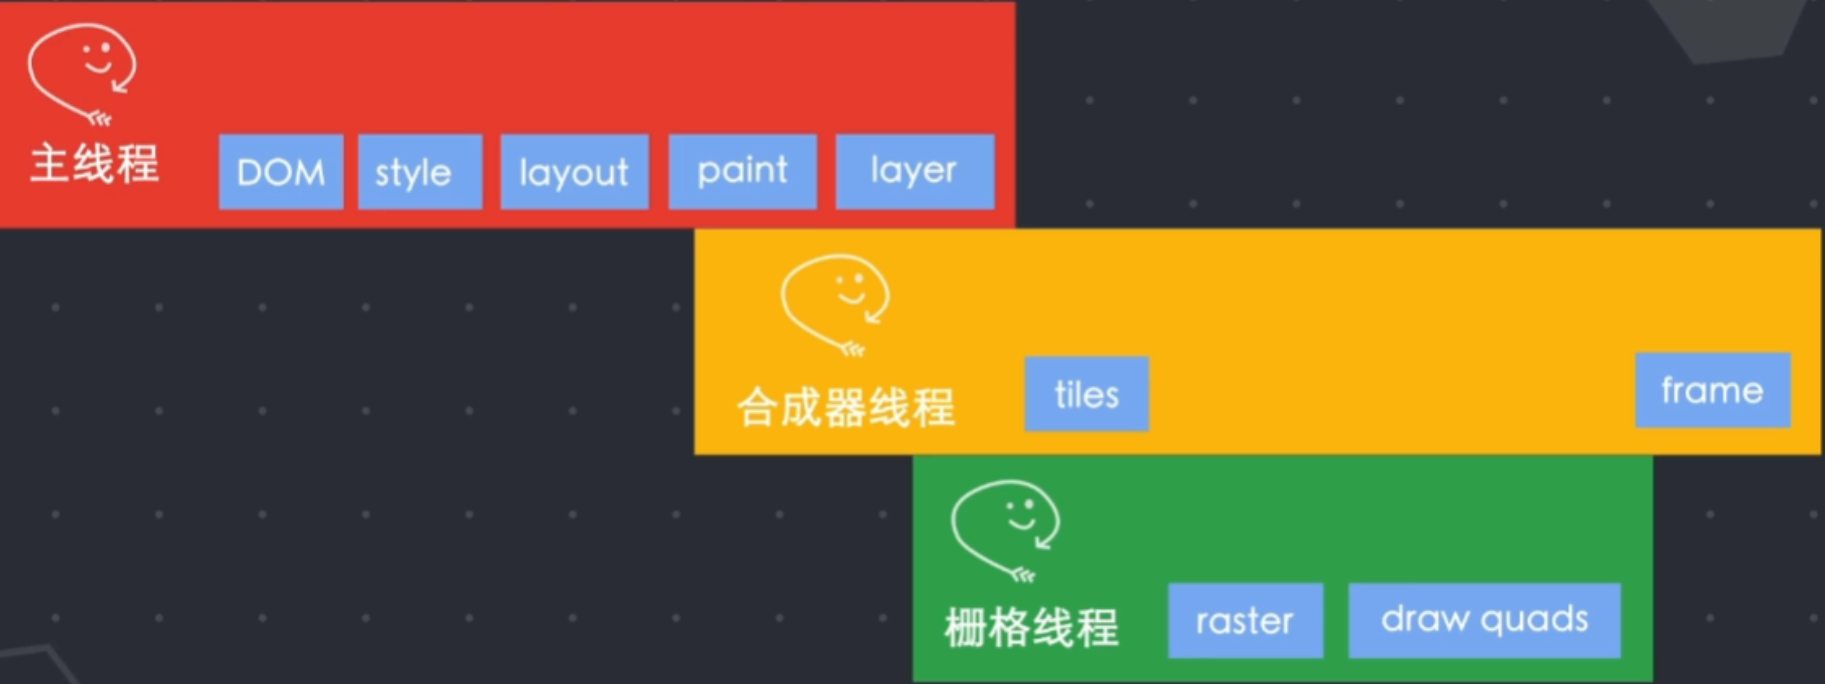 主线程
DOM
style
layout
paint
layer
合成器线程
tiles
frame
栅格线程
raster
draw quads